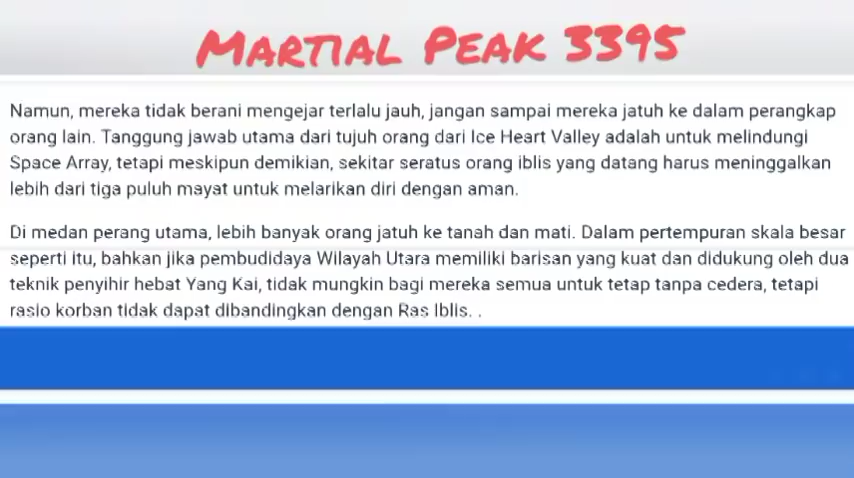 MARTIAL PEAK 3395
Namun, mereka tidak berani mengejar terlalu jauh, jangan sampai mereka jatuh ke dalam perangkap
orang lain. Tanggung jawab utama dari tujuh orang dari Ice Heart Valley adalah untuk melindungi
Space Array, tetapi meskipun demikian, sekitar seratus orang iblis yang datang harus meninggalkan
lebih dari tiga puluh mayat untuk melarikan diri dengan aman.
Di medan perang utama, lebih banyak orang jatuh ke tanah dan mati. Dalam pertempuran skala besar
seperti itu, bahkan jika pembudidaya Wilayah Utara memiliki barisan yang kuat dan didukung oleh dua
teknik penyihir hebat Yang Kai, tidak mungkin bagi mereka semua untuk tetap tanpa cedera, tetapi
rasio korban tidak dapat dibandingkan dengan Ras Iblis. .